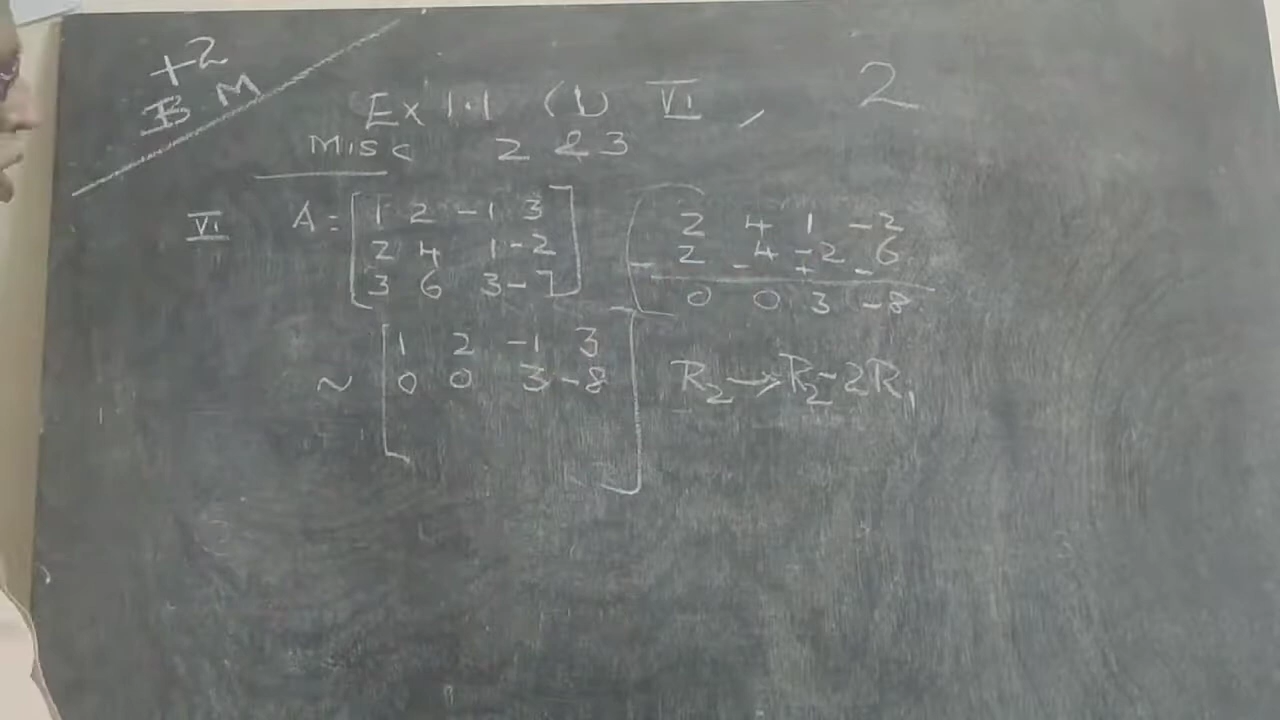 +2
B M
Ex 1.1 (1) VI, 2
Misc 2 & 3
VI A = [1 2 -1 3
2 4 1 -2
3 6 3 -7]
2 4 1 -2
2 4 -2 6
- - + -
0 0 3 -8
~ [1 2 -1 3
0 0 3 -8] R₂→R₂-2R₁